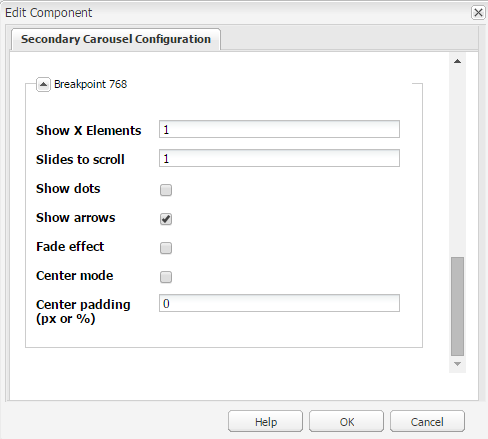 Edit Component
Secondary Carousel Configuration
Breakpoint 768
Show X Elements 1
Slides to scroll 1
Show dots
Show arrows
Fade effect
Center mode
Center padding 0
(px or %)
Help OK Cancel